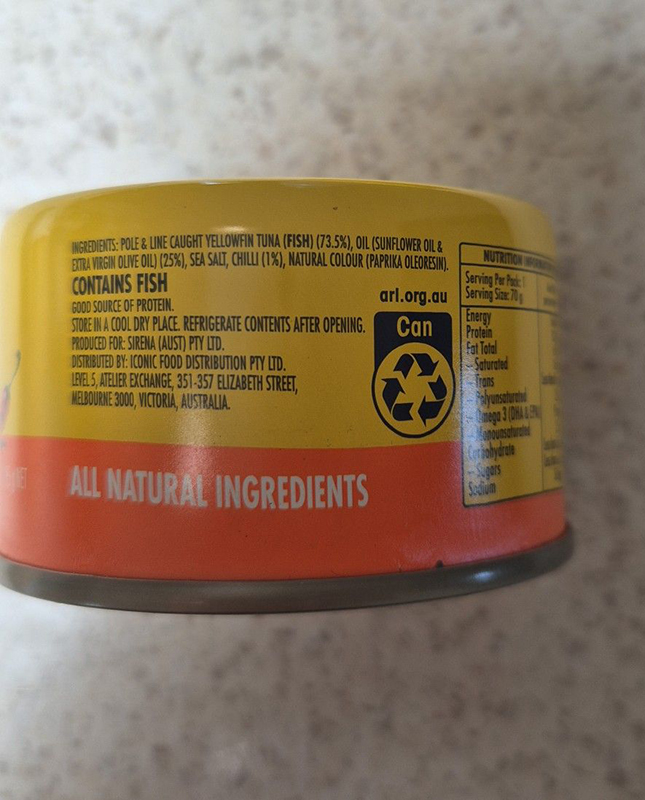 INGREDIENTS: POLE & LINE CAUGHT YELLOWFIN TUNA (FISH) (73.5%), OIL (SUNFLOWER OIL &
EXTRA VIRGIN OLIVE OIL) (25%), SEA SALT, CHILLI (1%), NATURAL COLOUR (PAPRIKA OLEORESIN).
CONTAINS FISH
GOOD SOURCE OF PROTEIN.
STORE IN A COOL DRY PLACE. REFRIGERATE CONTENTS AFTER OPENING.
PRODUCED FOR: SIRENA (AUST) PTY LTD.
DISTRIBUTED BY: ICONIC FOOD DISTRIBUTION PTY LTD.
LEVEL 5, ATELIER EXCHANGE, 351-357 ELIZABETH STREET,
MELBOURNE 3000, VICTORIA, AUSTRALIA.
arl.org.au
Can
NUTRITION
Serving Per Pack: 1
Serving Size: 70 g
Energy
Protein
Fat Total
- Saturated
- Trans
- Polyunsaturated
- Omega 3 (DHA & EPA)
- Monounsaturated
Carbohydrate
- Sugars
Sodium
ALL NATURAL INGREDIENTS